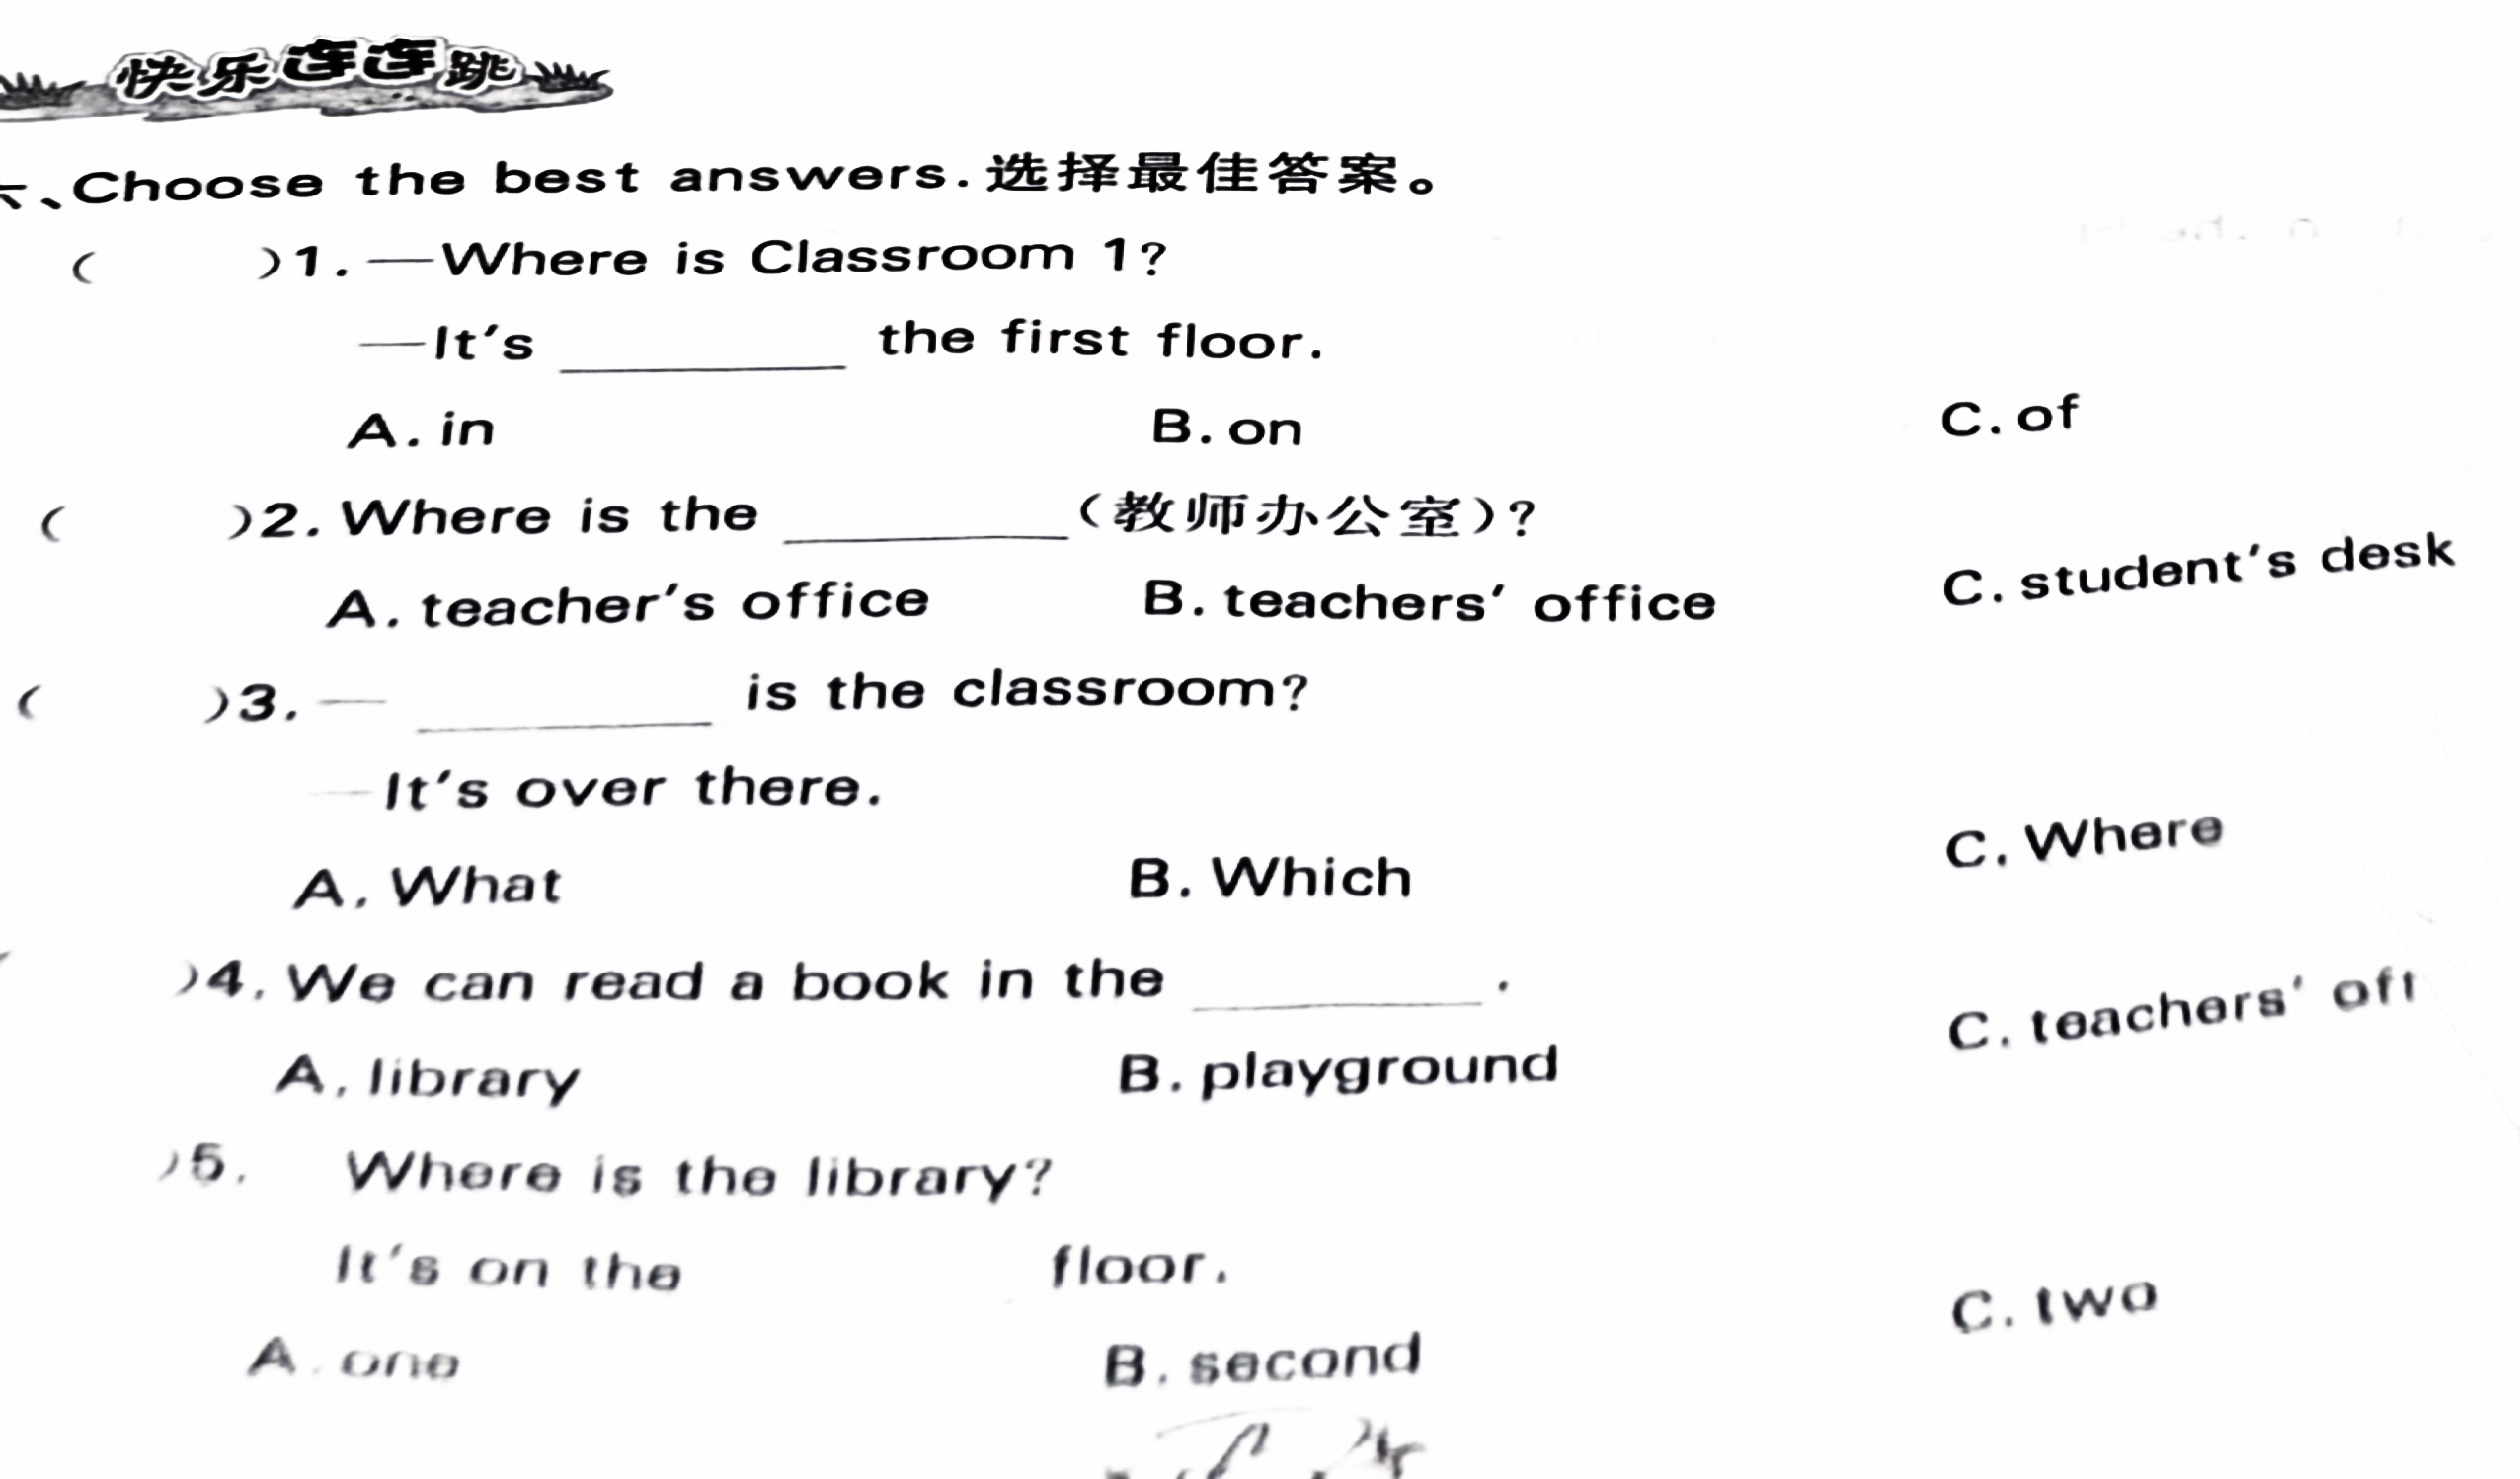 快乐连连跳
、Choose the best answers.选择最佳答案。
( )1.—Where is Classroom 1?
—It's ________ the first floor.
A.in B.on C.of
( )2.Where is the ________(教师办公室)?
A.teacher's office B.teachers' office C.student's desk
( )3.— ________ is the classroom?
—It's over there.
A.What B.Which C.Where
( )4.We can read a book in the ________.
A.library B.playground C.teachers'
)5. Where is the library?
It's on the floor.
A.one B.second C.two